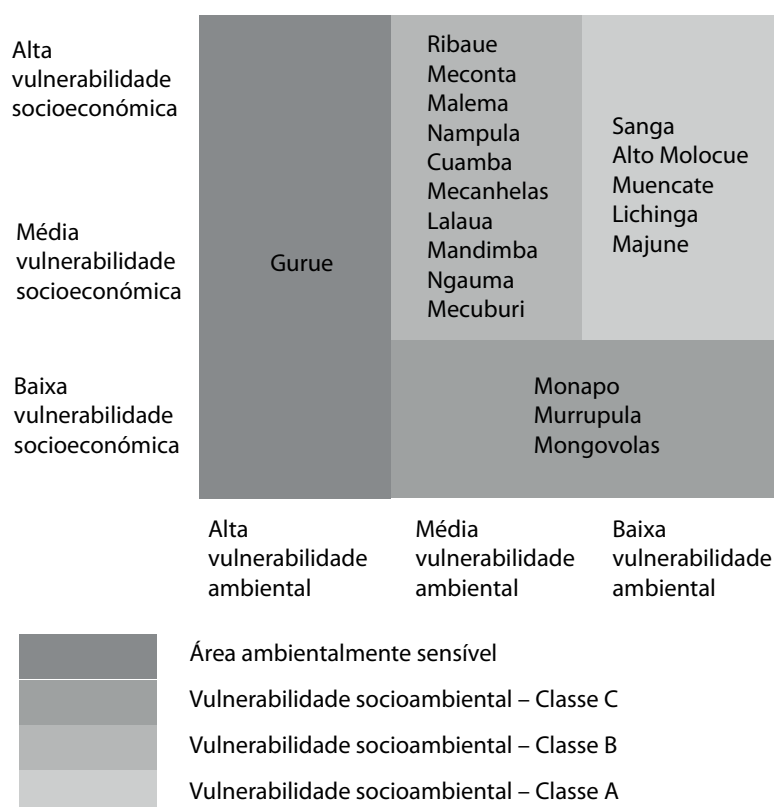 Alta
vulnerabilidade
socioeconómica
Média
vulnerabilidade
socioeconómica
Baixa
vulnerabilidade
socioeconómica
Gurue
Ribaue
Meconta
Malema
Nampula
Cuamba
Mecanhelas
Lalaua
Mandimba
Ngauma
Mecuburi
Sanga
Alto Molocue
Muencate
Lichinga
Majune
Monapo
Murrupula
Mongovolas
Alta
vulnerabilidade
ambiental
Média
vulnerabilidade
ambiental
Baixa
vulnerabilidade
ambiental
Área ambientalmente sensível
Vulnerabilidade socioambiental – Classe C
Vulnerabilidade socioambiental – Classe B
Vulnerabilidade socioambiental – Classe A